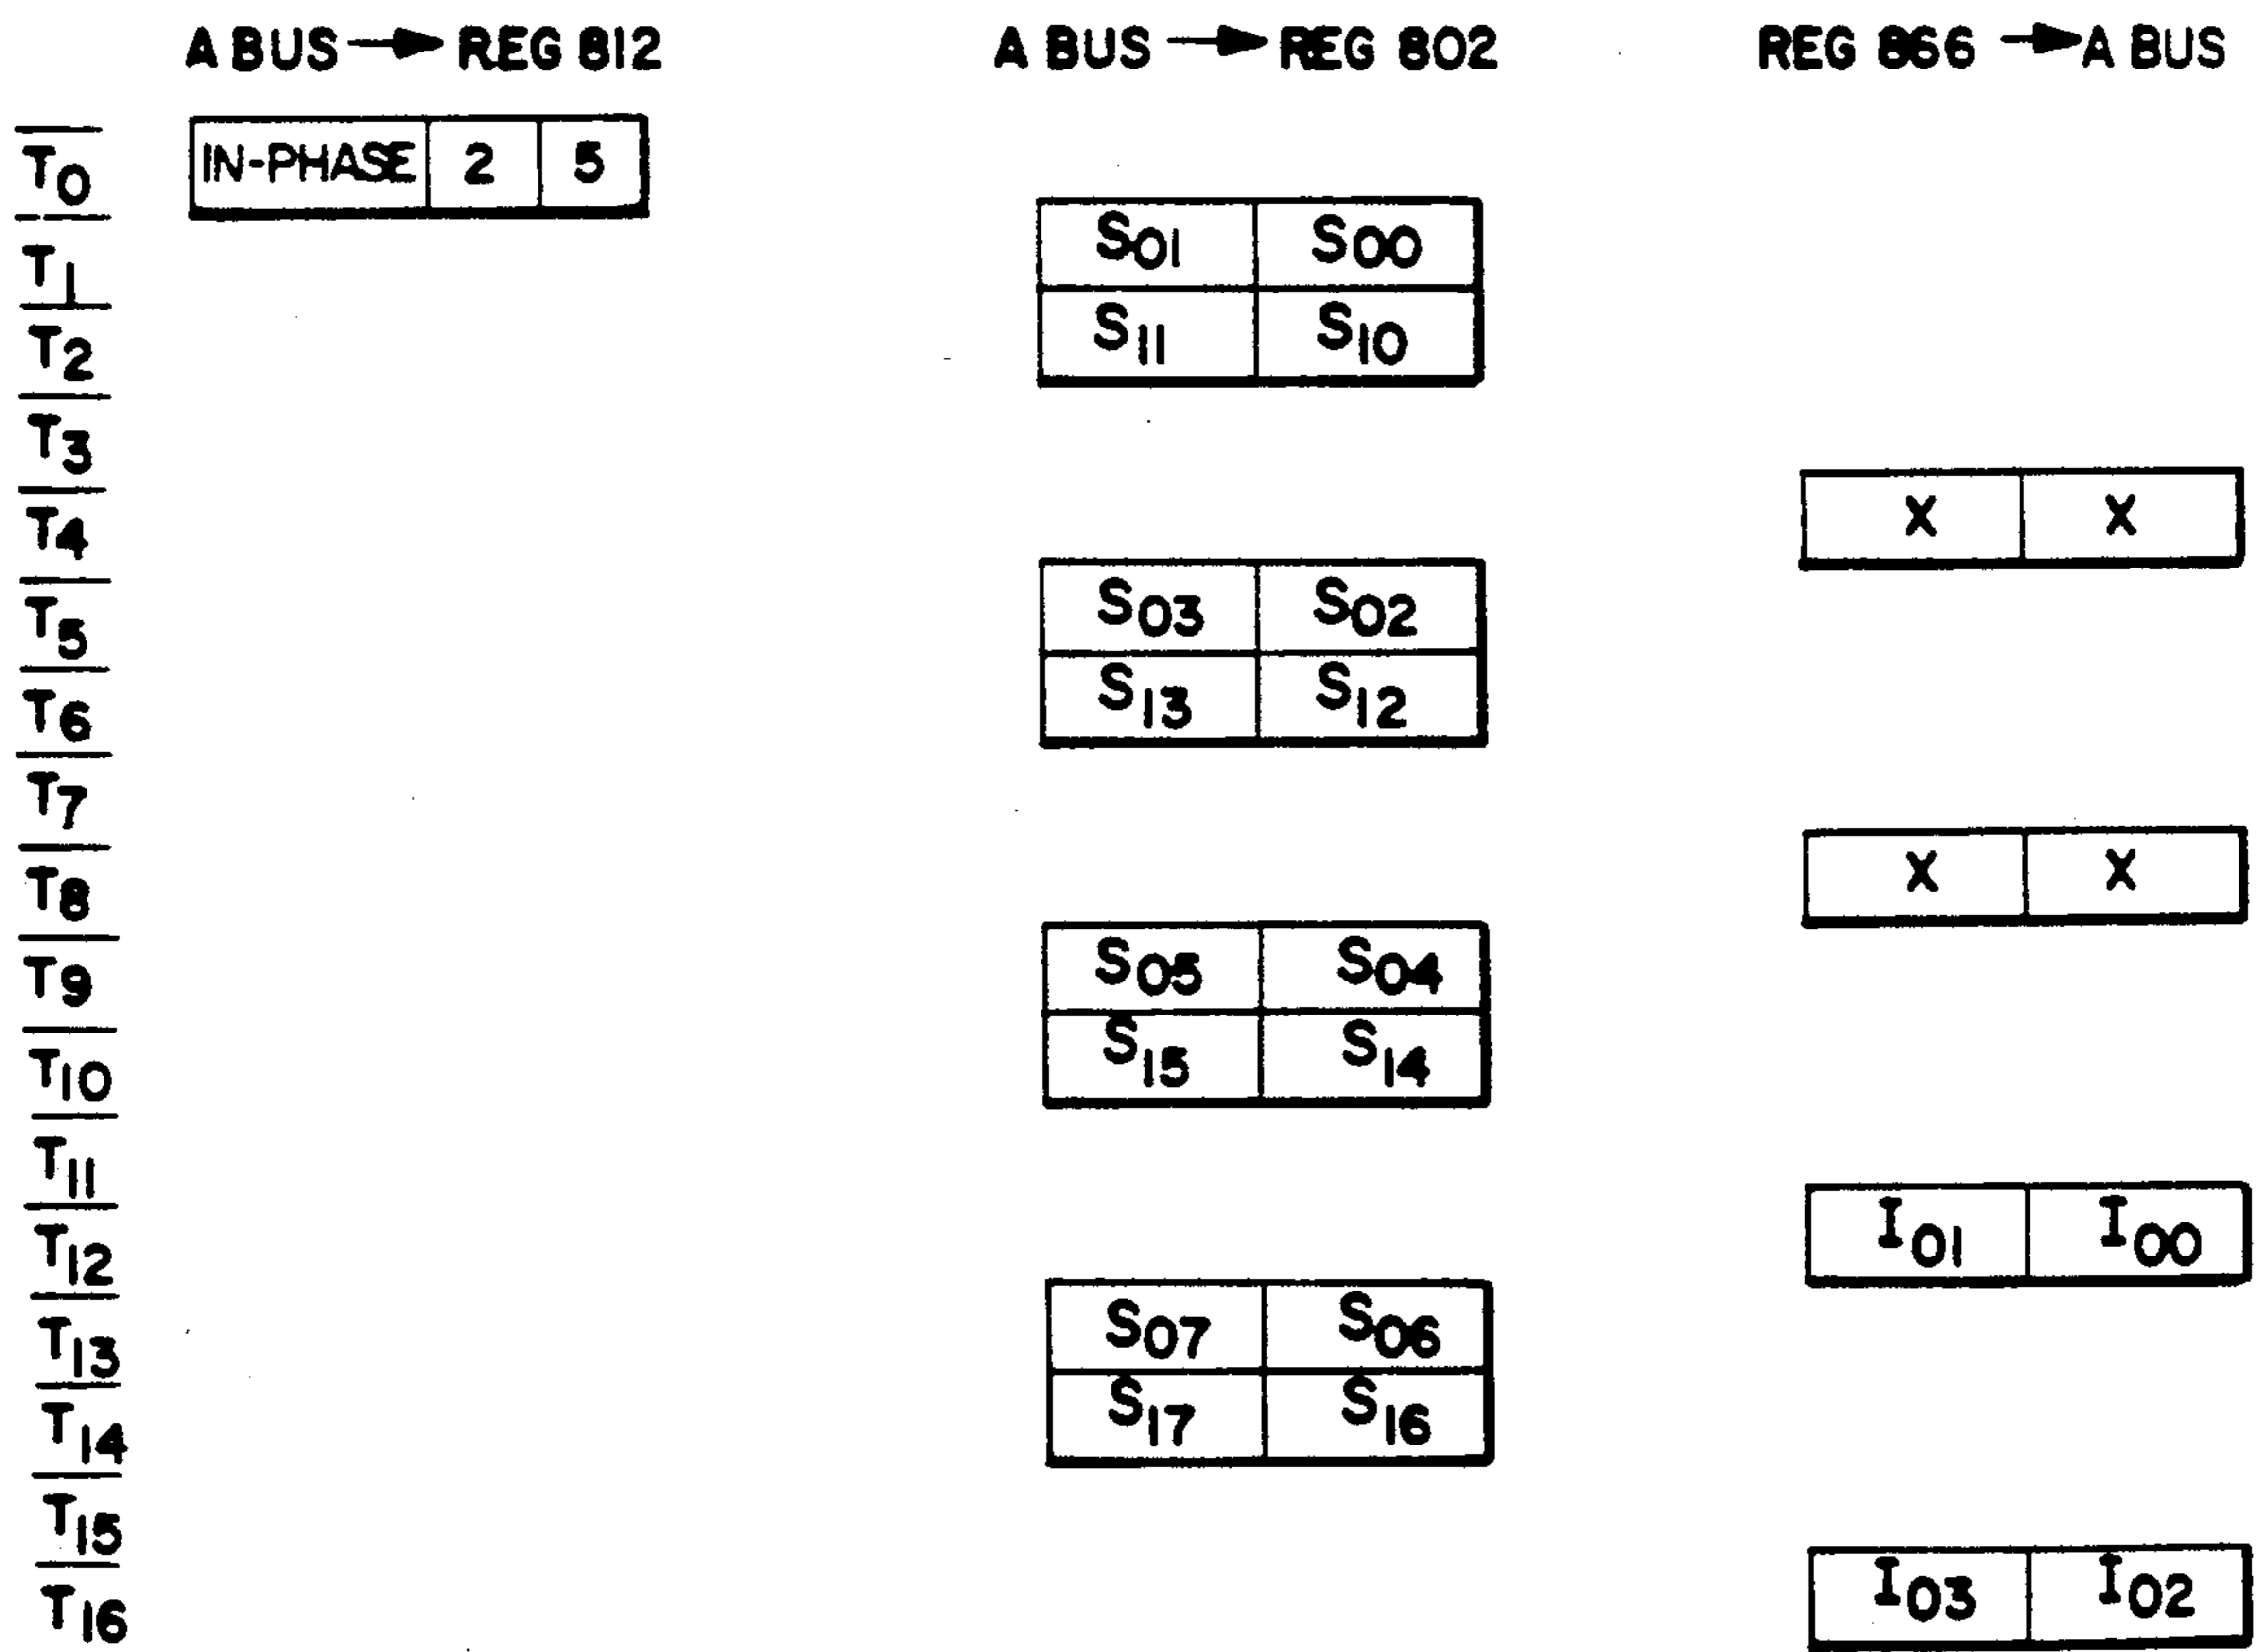 A BUS → REG 812 A BUS → REG 802 REG 866 → A BUS
T0 IN-PHASE 2 5
T1 S01 S00
T2 S11 S10
T3
T4 X X
T5 S03 S02
T6 S13 S12
T7
T8 X X
T9 S05 S04
T10 S15 S14
T11
T12 I01 I00
T13 S07 S06
T14 S17 S16
T15
T16 I03 I02